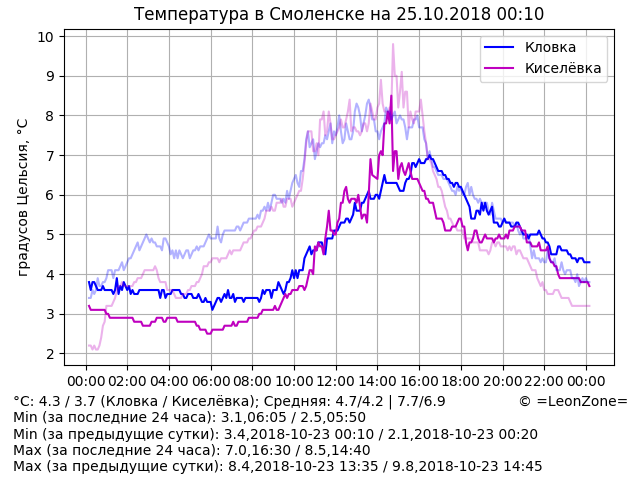 Температура в Смоленске на 25.10.2018 00:10
градусов Цельсия, °C
10
9
8
7
6
5
4
3
2
Кловка
Киселёвка
00:00 02:00 04:00 06:00 08:00 10:00 12:00 14:00 16:00 18:00 20:00 22:00 00:00
°C: 4.3 / 3.7 (Кловка / Киселёвка); Средняя: 4.7/4.2 | 7.7/6.9
© =LeonZone=
Min (за последние 24 часа): 3.1,06:05 / 2.5,05:50
Min (за предыдущие сутки): 3.4,2018-10-23 00:10 / 2.1,2018-10-23 00:20
Max (за последние 24 часа): 7.0,16:30 / 8.5,14:40
Max (за предыдущие сутки): 8.4,2018-10-23 13:35 / 9.8,2018-10-23 14:45